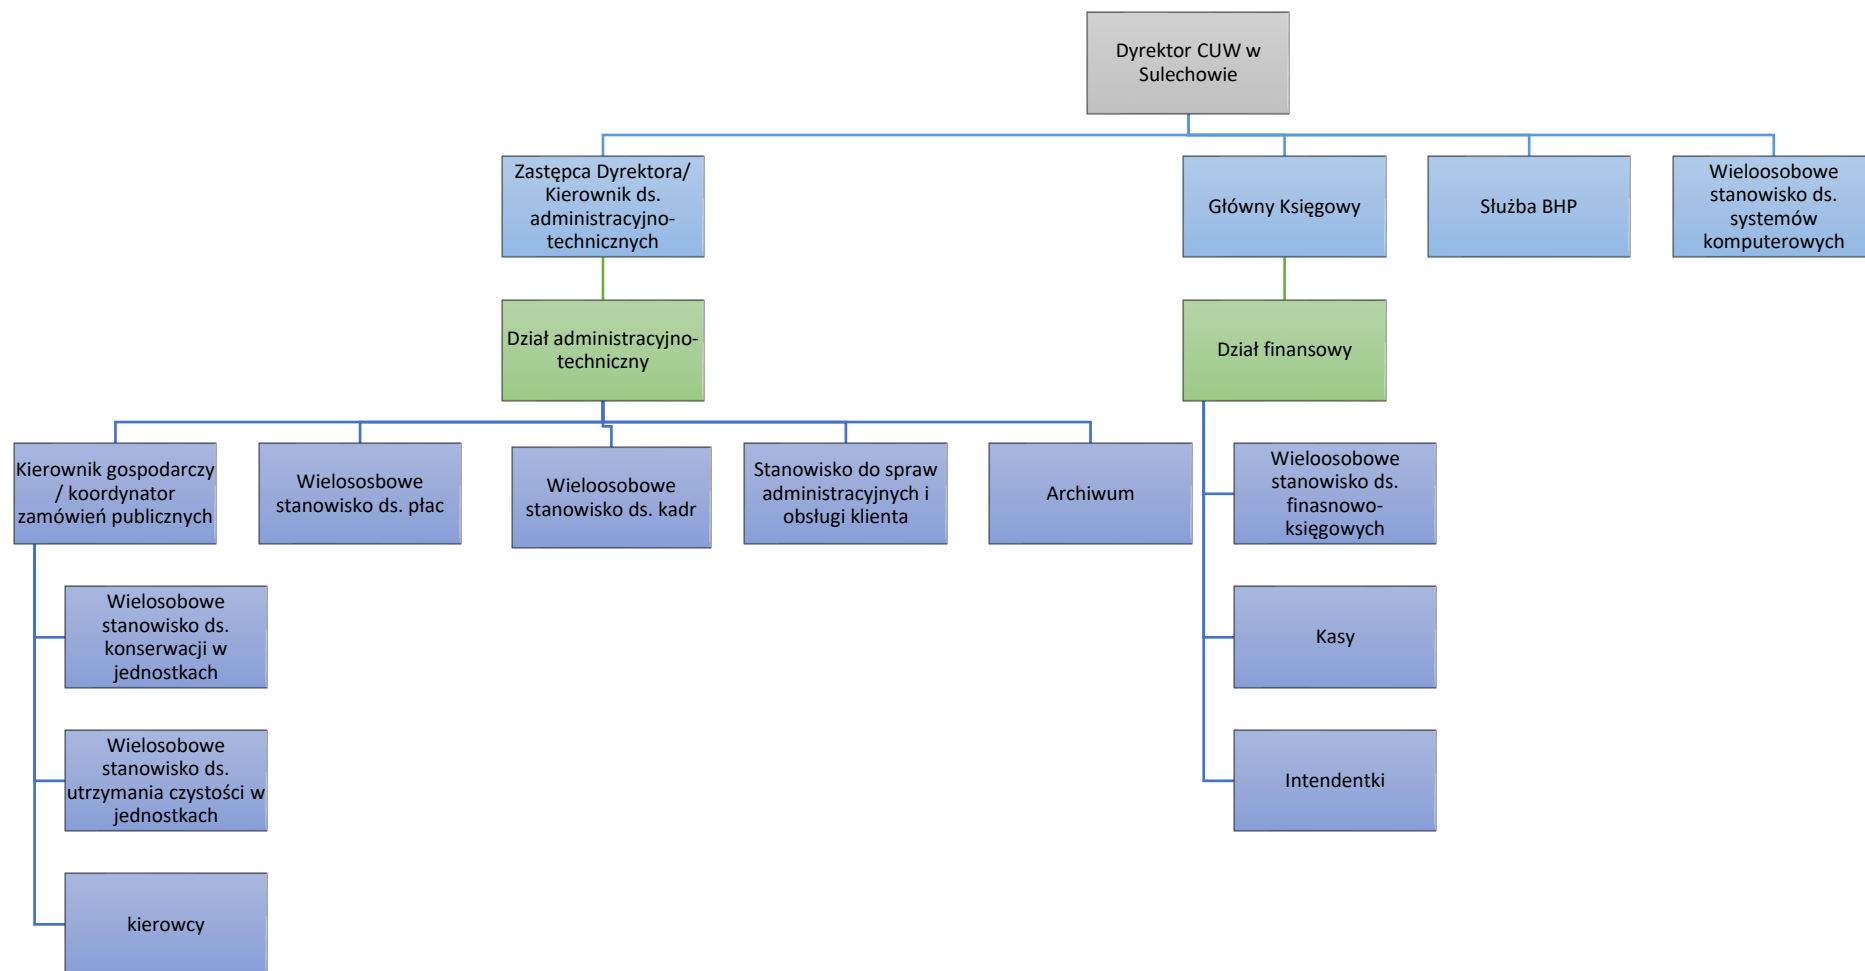 Dyrektor CUW w
Sulechowie
Zastępca Dyrektora/
Kierownik ds.
administracyjno-
technicznych
Główny Księgowy
Służba BHP
Wieloosobowe
stanowisko ds.
systemów
komputerowych
Dział administracyjno-
techniczny
Dział finansowy
Kierownik gospodarczy
/ koordynator
zamówień publicznych
Wielososbowe
stanowisko ds. płac
Wieloosobowe
stanowisko ds. kadr
Stanowisko do spraw
administracyjnych i
obsługi klienta
Archiwum
Wieloosobowe
stanowisko ds.
finasnowo-
księgowych
Wielosobowe
stanowisko ds.
konserwacji w
jednostkach
Kasy
Wielosobowe
stanowisko ds.
utrzymania czystości w
jednostkach
Intendentki
kierowcy